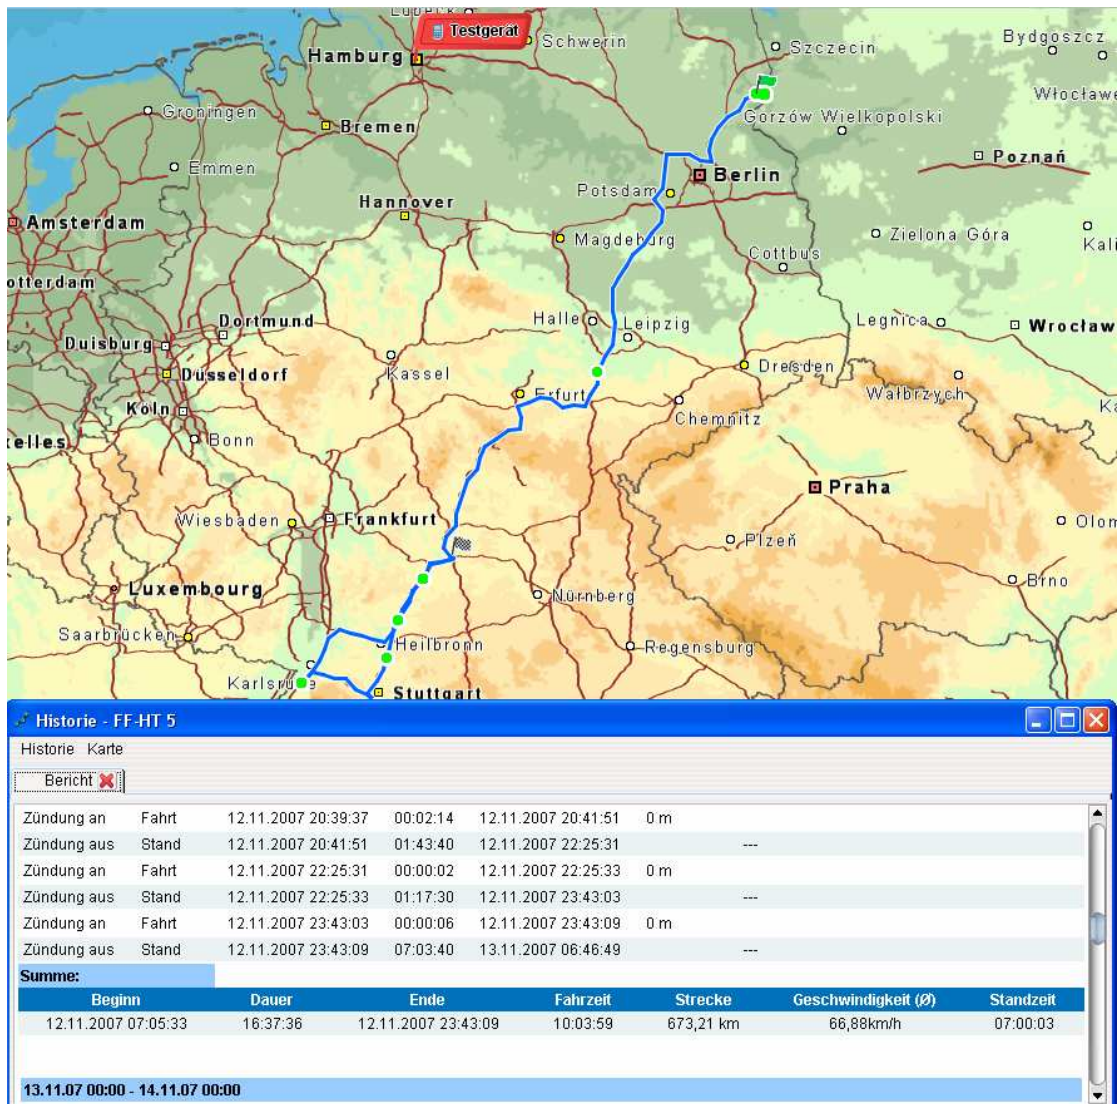 Lübeck
Testgerät
Schwerin
Szczecin
Bydgoszcz
Hamburg
Groningen
Gorzów Wielkopolski
Włocławe
Bremen
Emmen
Poznań
Berlin
Potsdam
Hannover
Amsterdam
Magdeburg
Zielona Góra
Kali
Cottbus
otterdam
Dortmund
Halle
Leipzig
Legnica
Wrocław
Duisburg
Düsseldorf
Kassel
Erfurt
Dresden
Wałbrzych
Köln
Chemnitz
Ka
xelles
Bonn
Praha
Wiesbaden
Frankfurt
Olom
Plzeň
Luxembourg
Nürnberg
Brno
Saarbrücken
Heilbronn
Regensburg
Karlsruhe
Stuttgart
Historie - FF-HT 5
Historie Karte
Bericht
Zündung an Fahrt 12.11.2007 20:39:37 00:02:14 12.11.2007 20:41:51 0 m
Zündung aus Stand 12.11.2007 20:41:51 01:43:40 12.11.2007 22:25:31 ---
Zündung an Fahrt 12.11.2007 22:25:31 00:00:02 12.11.2007 22:25:33 0 m
Zündung aus Stand 12.11.2007 22:25:33 01:17:30 12.11.2007 23:43:03 ---
Zündung an Fahrt 12.11.2007 23:43:03 00:00:06 12.11.2007 23:43:09 0 m
Zündung aus Stand 12.11.2007 23:43:09 07:03:40 13.11.2007 06:46:49 ---
Summe:
Beginn Dauer Ende Fahrzeit Strecke Geschwindigkeit (Ø) Standzeit
12.11.2007 07:05:33 16:37:36 12.11.2007 23:43:09 10:03:59 673,21 km 66,88km/h 07:00:03
13.11.07 00:00 - 14.11.07 00:00